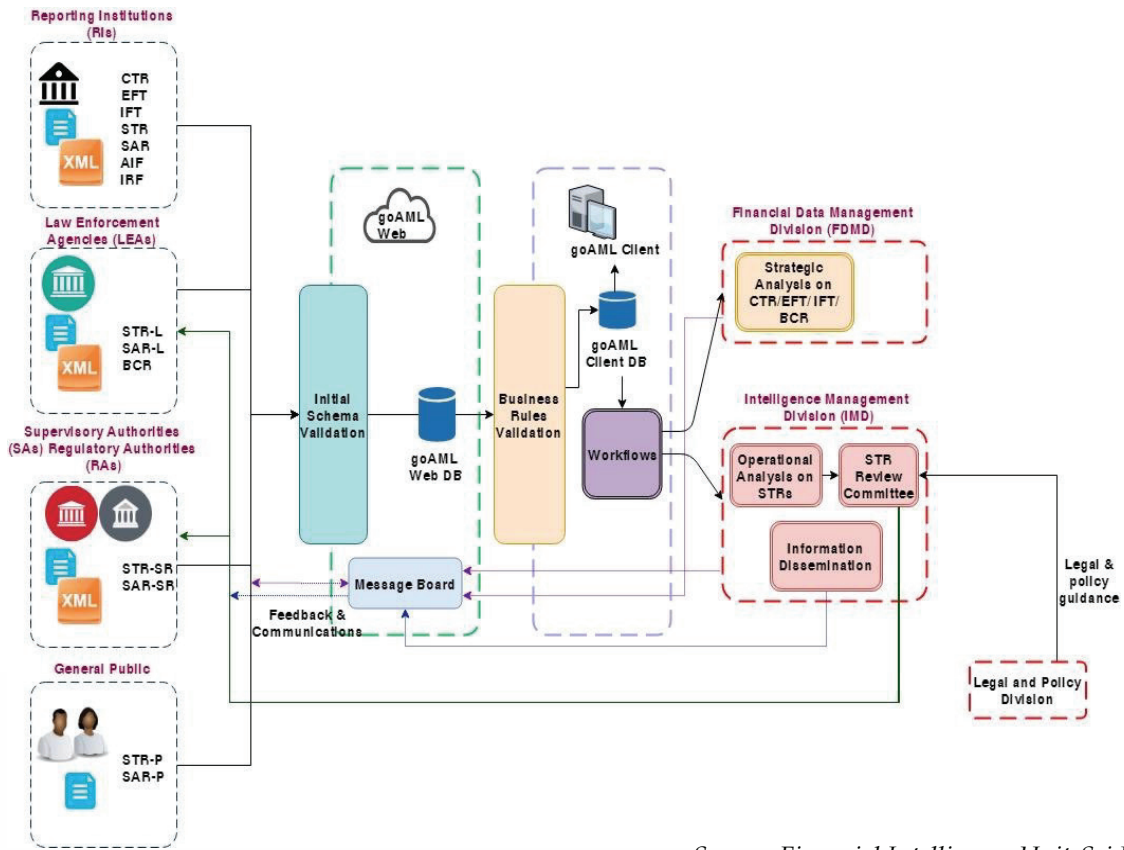 Reporting Institutions
(RIs)
CTR
EFT
IFT
STR
SAR
AIF
IRF
XML
Law Enforcement
Agencies (LEAs)
STR-L
SAR-L
BCR
XML
Supervisory Authorities
(SAs) Regulatory Authorities
(RAs)
STR-SR
SAR-SR
XML
General Public
STR-P
SAR-P
goAML
Web
Initial
Schema
Validation
goAML
Web DB
Message Board
Feedback &
Communications
Business
Rules
Validation
goAML Client
goAML
Client DB
Workflows
Financial Data Management
Division (FDMD)
Strategic
Analysis on
CTR/EFT/ IFT/
BCR
Intelligence Management
Division (IMD)
Operational
Analysis on
STRs
STR
Review
Committee
Information
Dissemination
Legal &
policy
guidance
Legal and Policy
Division